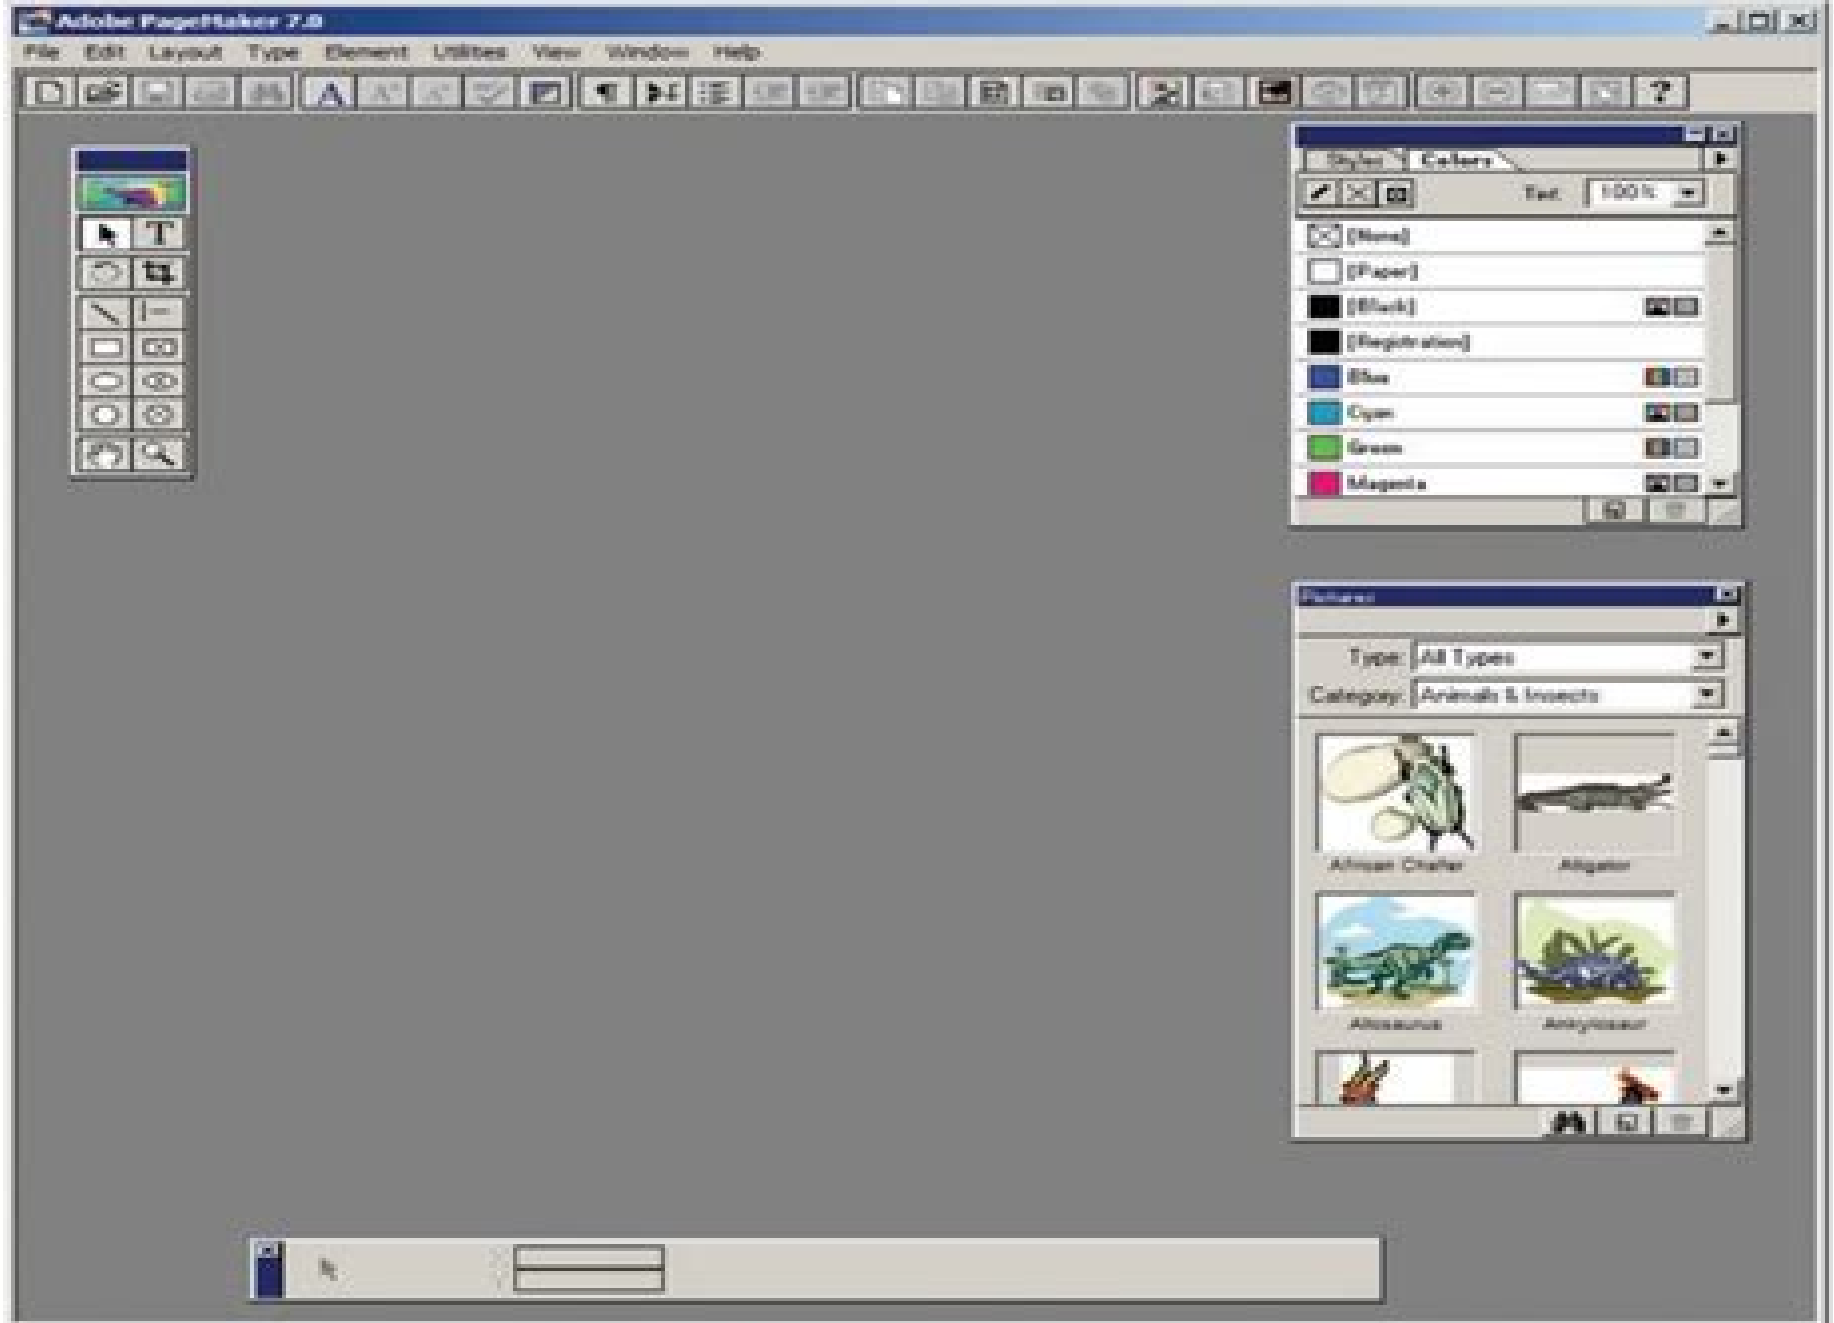 Adobe PageMaker 7.0
File Edit Layout Type Element Utilities View Window Help
T
Styles Colors
100%
[None]
[Paper]
[Black]
[Registration]
Blue
Cyan
Green
Magenta
Pictures
Type: All Types
Category: Animals & Insects
African Chafer Alligator
Allosaurus Ankylosaur